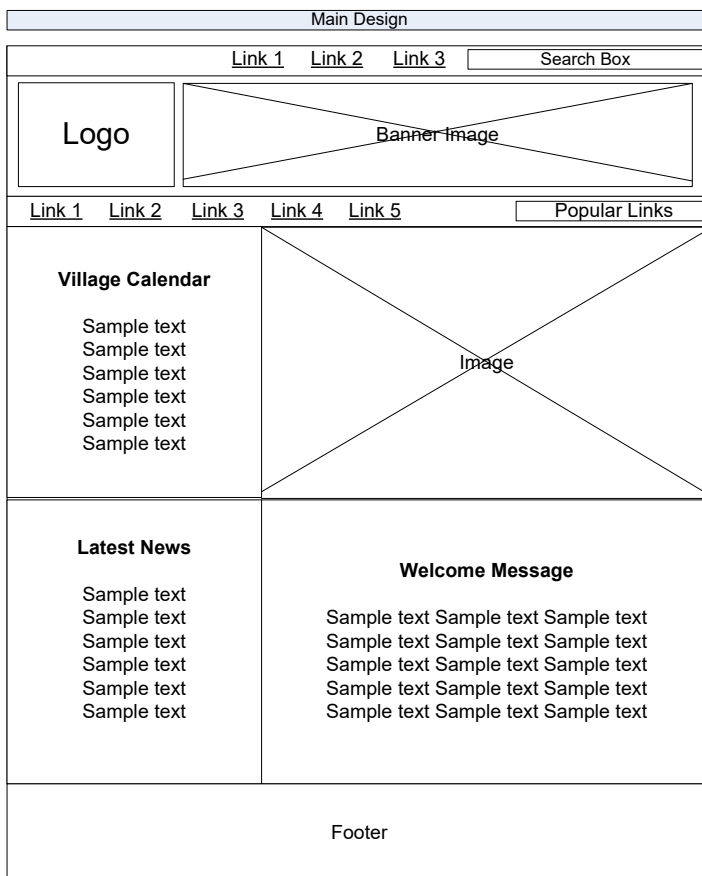 Main Design
Link 1 Link 2 Link 3 Search Box
Logo
Banner Image
Link 1 Link 2 Link 3 Link 4 Link 5 Popular Links
Village Calendar
Sample text
Sample text
Sample text
Sample text
Sample text
Sample text
Image
Latest News
Sample text
Sample text
Sample text
Sample text
Sample text
Sample text
Welcome Message
Sample text Sample text Sample text
Sample text Sample text Sample text
Sample text Sample text Sample text
Sample text Sample text Sample text
Sample text Sample text Sample text
Footer